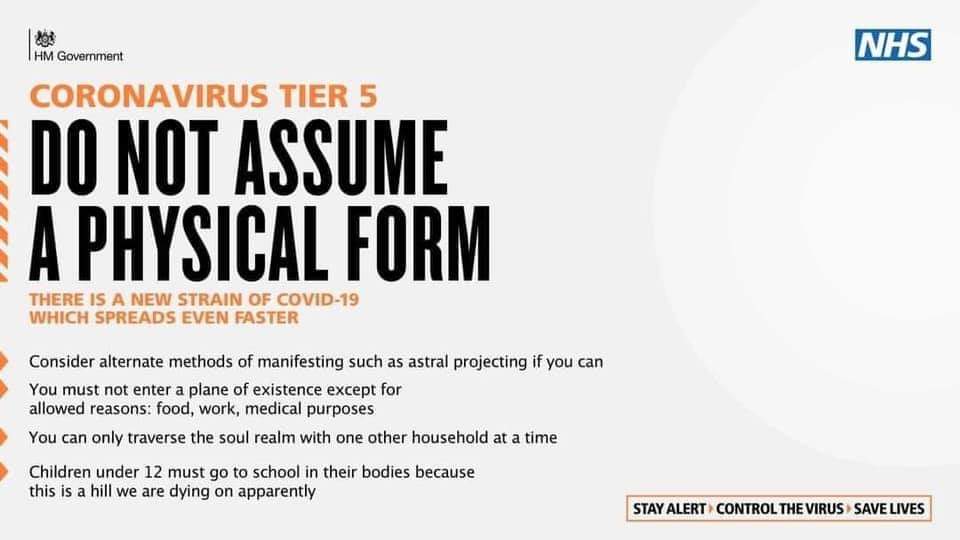 HM Government
NHS
CORONAVIRUS TIER 5
DO NOT ASSUME
A PHYSICAL FORM
THERE IS A NEW STRAIN OF COVID-19
WHICH SPREADS EVEN FASTER
Consider alternate methods of manifesting such as astral projecting if you can
You must not enter a plane of existence except for
allowed reasons: food, work, medical purposes
You can only traverse the soul realm with one other household at a time
Children under 12 must go to school in their bodies because
this is a hill we are dying on apparently
STAY ALERT CONTROL THE VIRUS SAVE LIVES